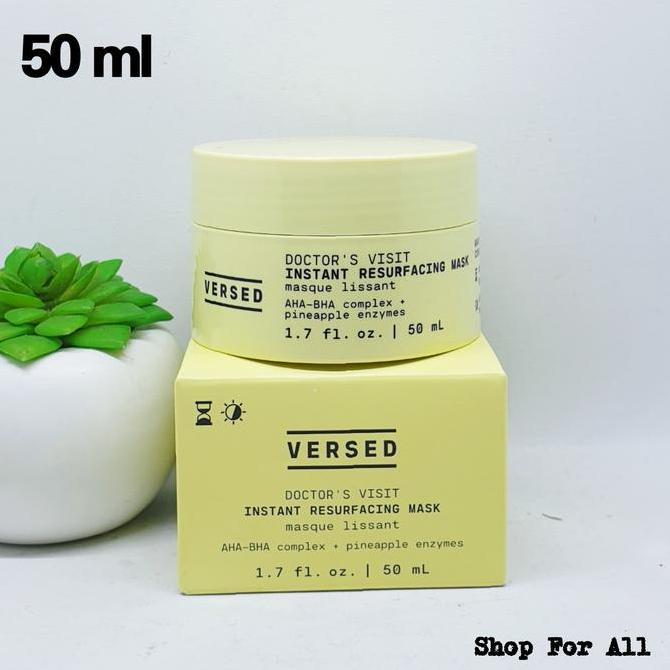 50 ml
VERSED
DOCTOR'S VISIT
INSTANT RESURFACING MASK
masque lissant
AHA-BHA complex +
pineapple enzymes
1.7 fl. oz. | 50 mL
VERSED
DOCTOR'S VISIT
INSTANT RESURFACING MASK
masque lissant
AHA-BHA complex + pineapple enzymes
1.7 fl. oz. | 50 mL
Shop For All